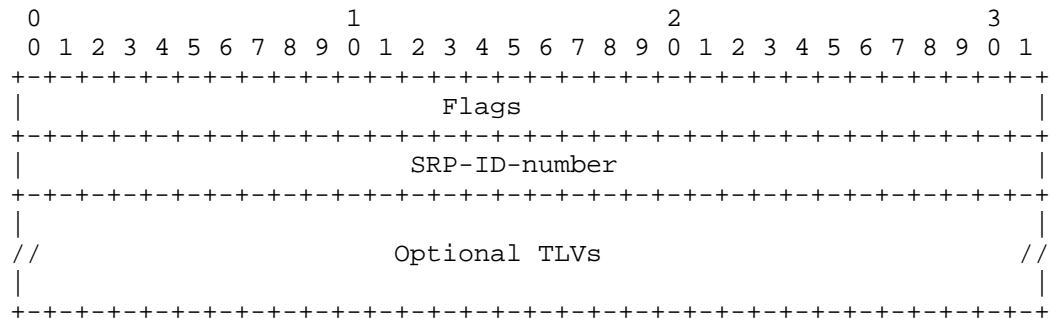 0                   1                   2                   3
 0 1 2 3 4 5 6 7 8 9 0 1 2 3 4 5 6 7 8 9 0 1 2 3 4 5 6 7 8 9 0 1
+-+-+-+-+-+-+-+-+-+-+-+-+-+-+-+-+-+-+-+-+-+-+-+-+-+-+-+-+-+-+-+-+
|                          Flags                                |
+-+-+-+-+-+-+-+-+-+-+-+-+-+-+-+-+-+-+-+-+-+-+-+-+-+-+-+-+-+-+-+-+
|                        SRP-ID-number                          |
+-+-+-+-+-+-+-+-+-+-+-+-+-+-+-+-+-+-+-+-+-+-+-+-+-+-+-+-+-+-+-+-+
|                                                               |
//                      Optional TLVs                          //
|                                                               |
+-+-+-+-+-+-+-+-+-+-+-+-+-+-+-+-+-+-+-+-+-+-+-+-+-+-+-+-+-+-+-+-+